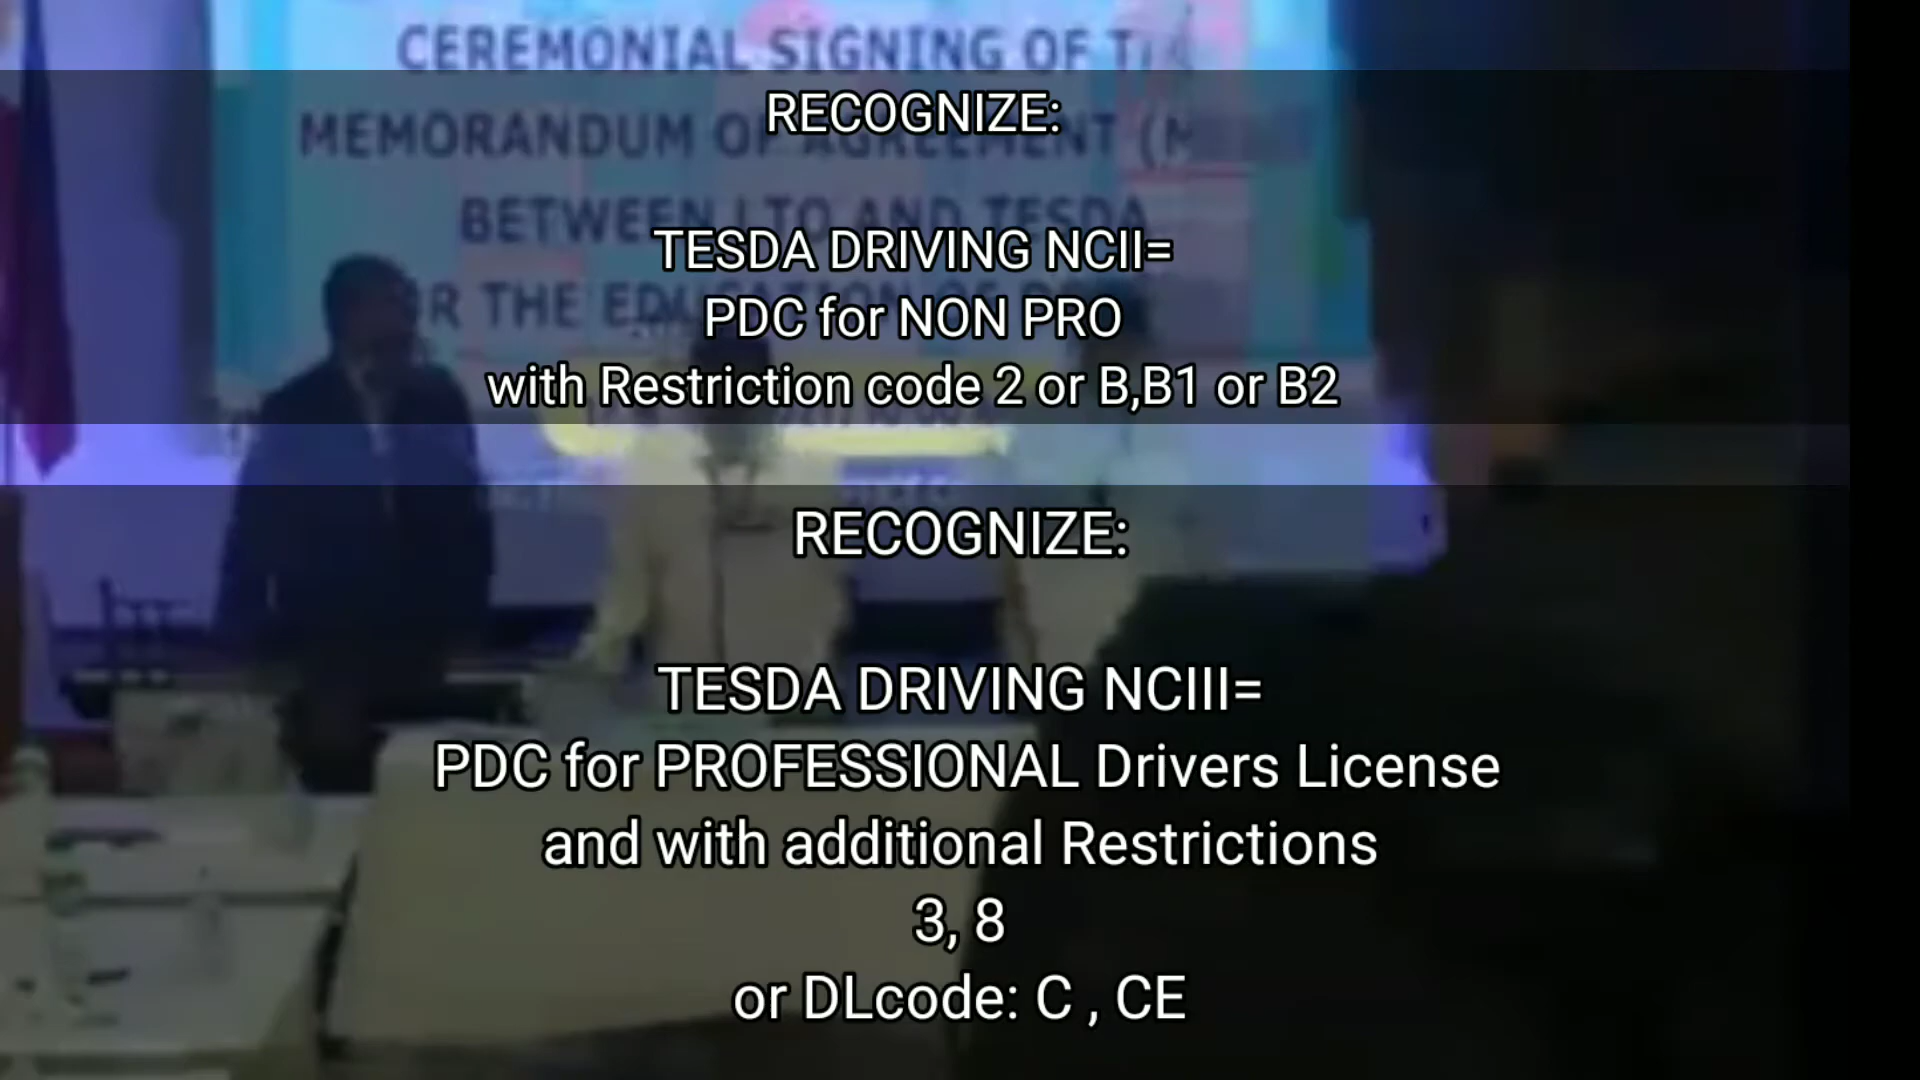 CEREMONIAL SIGNING OF
RECOGNIZE:
MEMORANDUM OF AGREEMENT
BETWEEN LTO AND TESDA
TESDA DRIVING NCII=
THE
PDC for NON PRO
with Restriction code 2 or B,B1 or B2
RECOGNIZE:
TESDA DRIVING NCIII=
PDC for PROFESSIONAL Drivers License
and with additional Restrictions
3, 8
or DLcode: C , CE